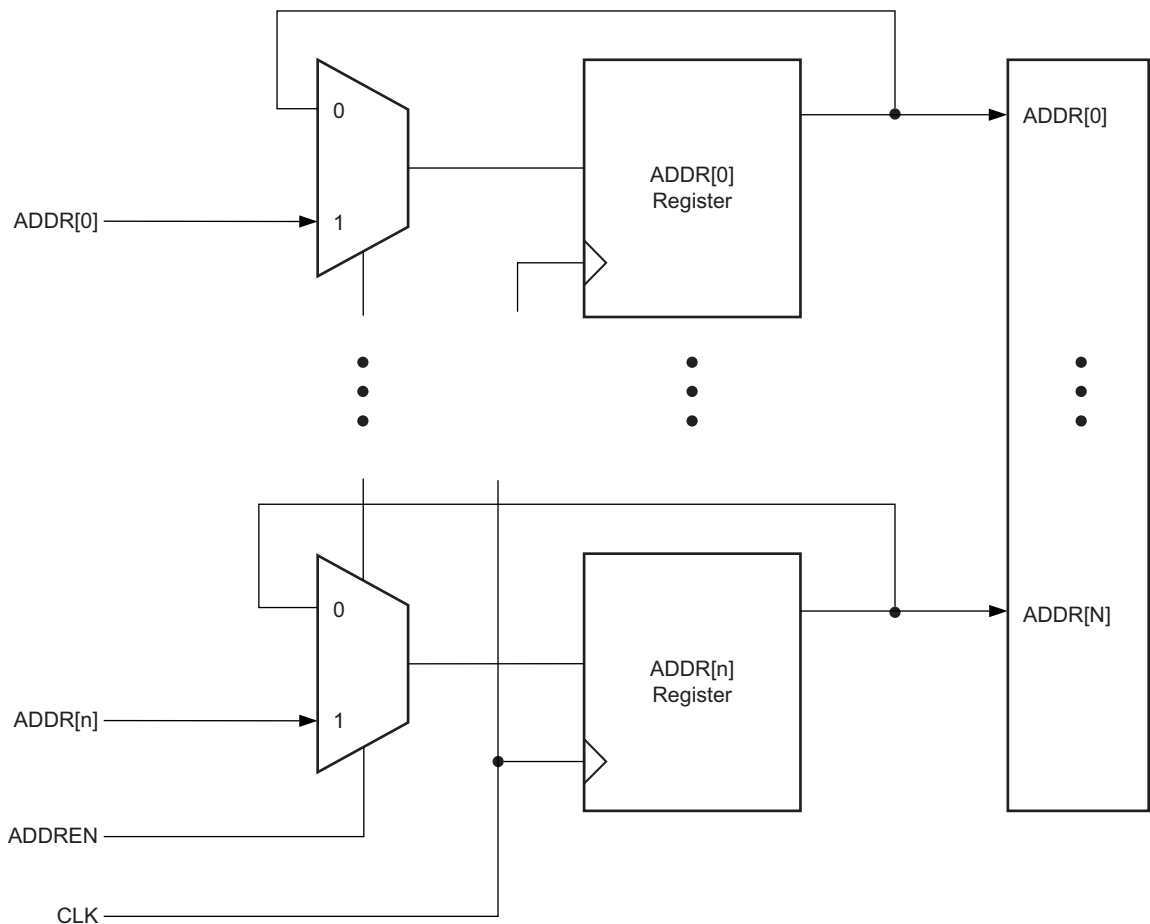 0
ADDR[0]
ADDR[0]
Register
ADDR[0]
1
0
ADDR[N]
ADDR[n]
Register
ADDR[n]
1
ADDREN
CLK